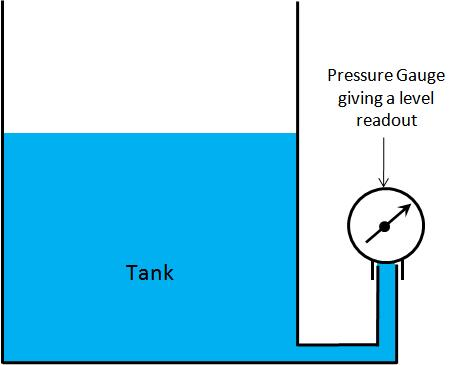 Pressure Gauge
giving a level
readout
Tank